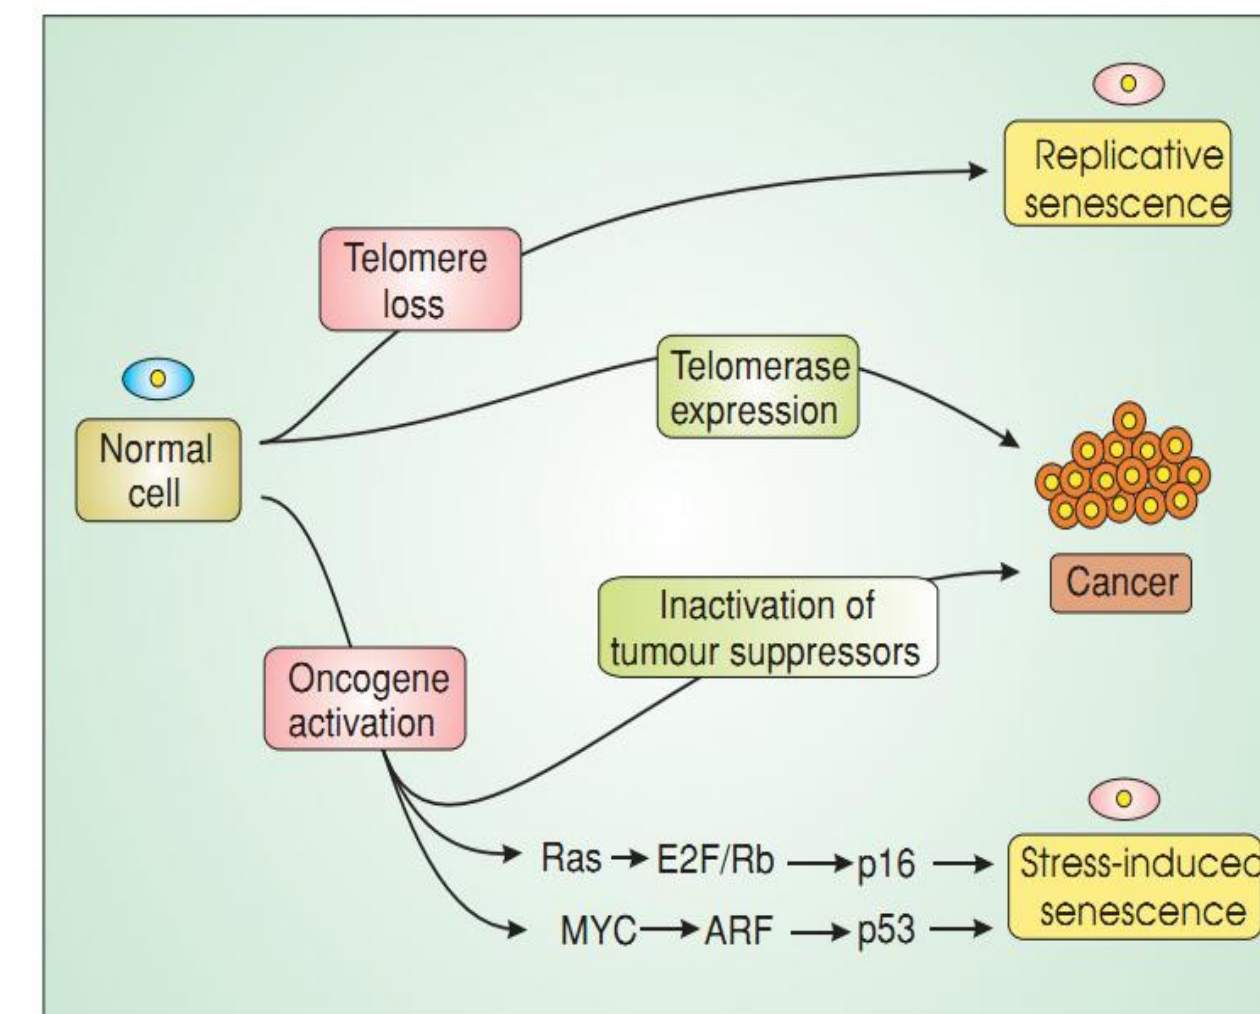 Replicative
senescence
Telomere
loss
Telomerase
expression
Normal
cell
Cancer
Inactivation of
tumour suppressors
Oncogene
activation
Ras E2F/Rb p16
MYC ARF p53
Stress-induced
senescence